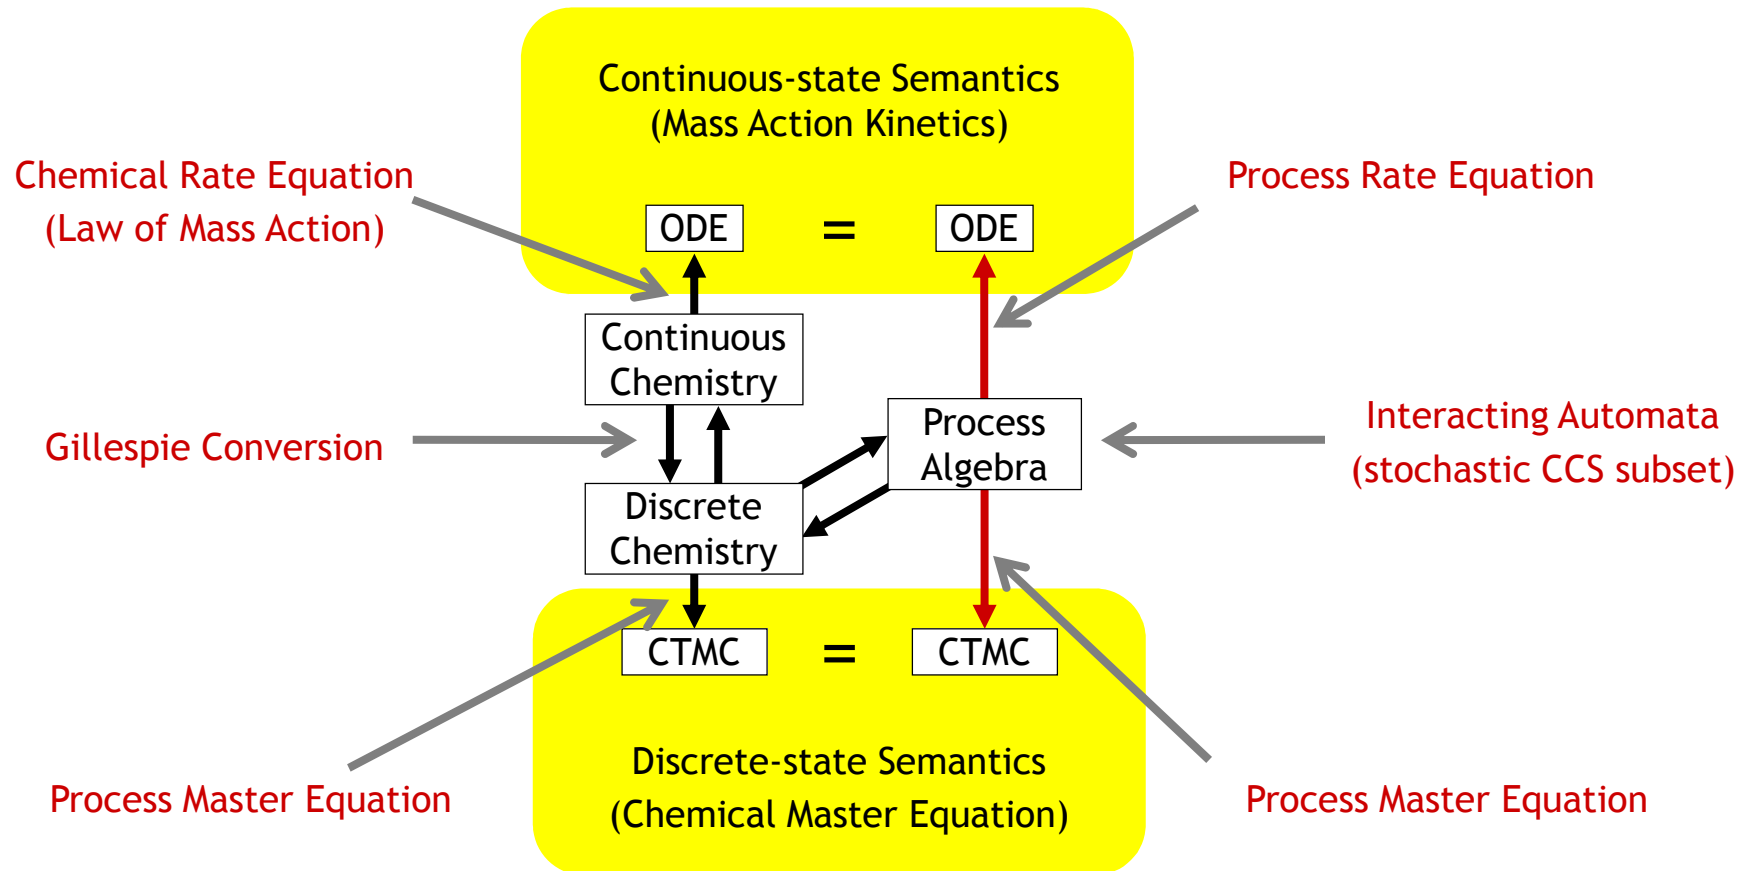 Continuous-state Semantics
(Mass Action Kinetics)
Chemical Rate Equation
(Law of Mass Action)
Process Rate Equation
ODE = ODE
Continuous
Chemistry
Gillespie Conversion
Process
Algebra
Interacting Automata
(stochastic CCS subset)
Discrete
Chemistry
CTMC = CTMC
Discrete-state Semantics
(Chemical Master Equation)
Process Master Equation
Process Master Equation